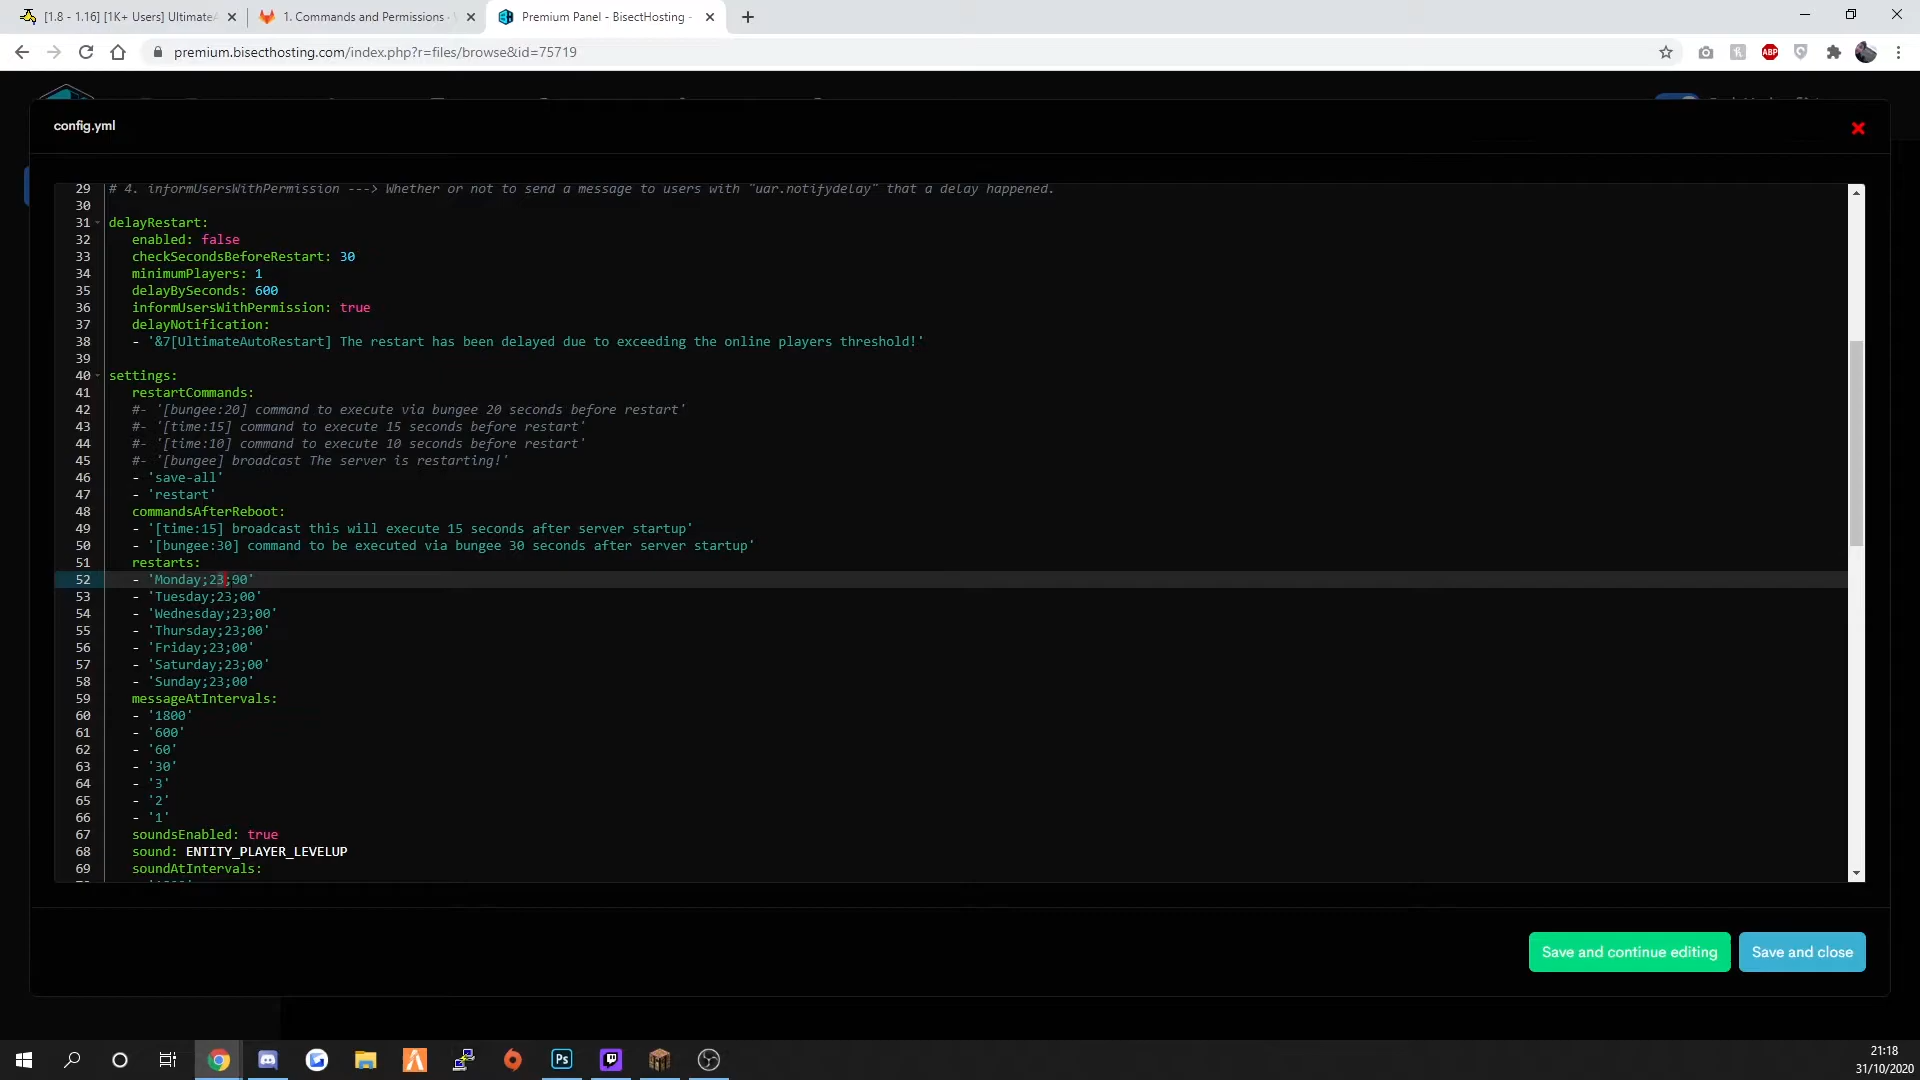 [1.8 - 1.16] [1K+ Users] Ultimate
1. Commands and Permissions
Premium Panel - BisectHosting -
premium.bisecthosting.com/index.php?r=files/browse&id=75719
ABP
config.yml
29 # 4. informUsersWithPermission ---> Whether or not to send a message to users with "uar.notifydelay" that a delay happened.
30
31 delayRestart:
32 enabled: false
33 checkSecondsBeforeRestart: 30
34 minimumPlayers: 1
35 delayBySeconds: 600
36 informUsersWithPermission: true
37 delayNotification:
38 - '&7[UltimateAutoRestart] The restart has been delayed due to exceeding the online players threshold!'
39
40 settings:
41 restartCommands:
42 #- '[bungee:20] command to execute via bungee 20 seconds before restart'
43 #- '[time:15] command to execute 15 seconds before restart'
44 #- '[time:10] command to execute 10 seconds before restart'
45 #- '[bungee] broadcast The server is restarting!'
46 - 'save-all'
47 - 'restart'
48 commandsAfterReboot:
49 - '[time:15] broadcast this will execute 15 seconds after server startup'
50 - '[bungee:30] command to be executed via bungee 30 seconds after server startup'
51 restarts:
52 - 'Monday;23;00'
53 - 'Tuesday;23;00'
54 - 'Wednesday;23;00'
55 - 'Thursday;23;00'
56 - 'Friday;23;00'
57 - 'Saturday;23;00'
58 - 'Sunday;23;00'
59 messageAtIntervals:
60 - '1800'
61 - '600'
62 - '60'
63 - '30'
64 - '3'
65 - '2'
66 - '1'
67 soundsEnabled: true
68 sound: ENTITY_PLAYER_LEVELUP
69 soundAtIntervals:
Save and continue editing
Save and close
Ps
21:18
31/10/2020